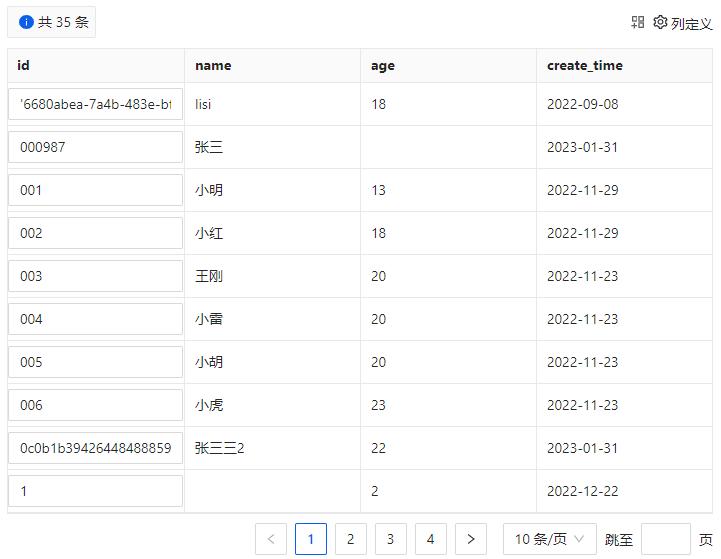 共 35 条 列定义
id name age create_time
'6680abea-7a4b-483e-bf lisi 18 2022-09-08
000987 张三 2023-01-31
001 小明 13 2022-11-29
002 小红 18 2022-11-29
003 王刚 20 2022-11-23
004 小雷 20 2022-11-23
005 小胡 20 2022-11-23
006 小虎 23 2022-11-23
0c0b1b39426448488859 张三三2 22 2023-01-31
1 2 2022-12-22
< 1 2 3 4 > 10 条/页 跳至 页